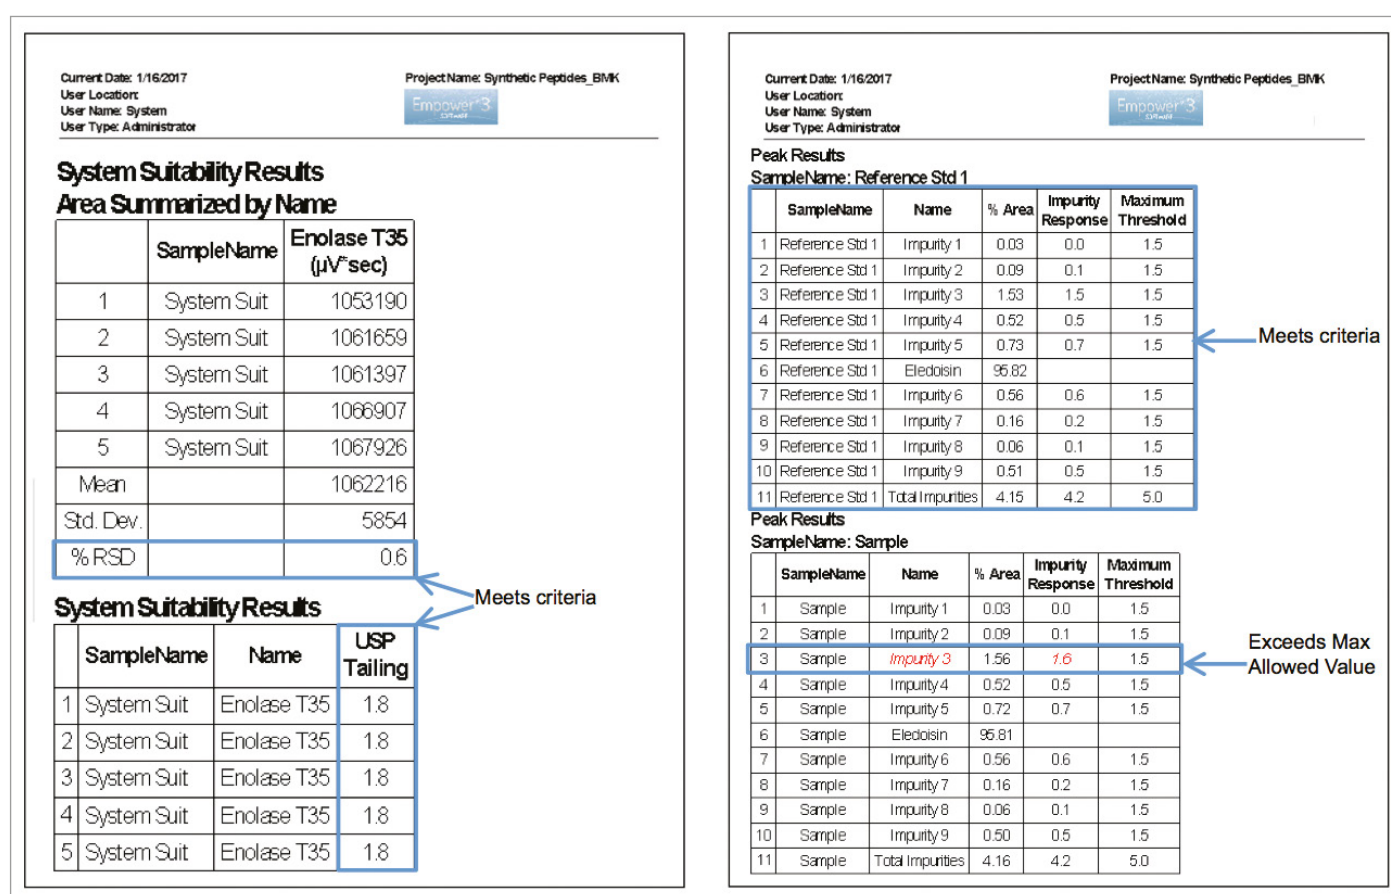 Current Date: 1/16/2017 Project Name: Synthetic Peptides_BMK
User Location:
User Name: System
User Type: Administrator
Empower 3
System Suitability Results
Area Summarized by Name
SampleName Enolase T35 (µV*sec)
1 System Suit 1053190
2 System Suit 1061659
3 System Suit 1061397
4 System Suit 1066907
5 System Suit 1067926
Mean 1062216
Std. Dev. 5854
% RSD 0.6
Meets criteria
System Suitability Results
SampleName Name USP Tailing
1 System Suit Enolase T35 1.8
2 System Suit Enolase T35 1.8
3 System Suit Enolase T35 1.8
4 System Suit Enolase T35 1.8
5 System Suit Enolase T35 1.8
Current Date: 1/16/2017 Project Name: Synthetic Peptides_BMK
User Location:
User Name: System
User Type: Administrator
Empower 3
Peak Results
SampleName: Reference Std 1
SampleName Name % Area Impurity Response Maximum Threshold
1 Reference Std 1 Impurity 1 0.03 0.0 1.5
2 Reference Std 1 Impurity 2 0.09 0.1 1.5
3 Reference Std 1 Impurity 3 1.53 1.5 1.5
4 Reference Std 1 Impurity 4 0.52 0.5 1.5
5 Reference Std 1 Impurity 5 0.73 0.7 1.5
6 Reference Std 1 Eledoisin 95.82
7 Reference Std 1 Impurity 6 0.56 0.6 1.5
8 Reference Std 1 Impurity 7 0.16 0.2 1.5
9 Reference Std 1 Impurity 8 0.06 0.1 1.5
10 Reference Std 1 Impurity 9 0.51 0.5 1.5
11 Reference Std 1 Total Impurities 4.15 4.2 5.0
Meets criteria
Peak Results
SampleName: Sample
SampleName Name % Area Impurity Response Maximum Threshold
1 Sample Impurity 1 0.03 0.0 1.5
2 Sample Impurity 2 0.09 0.1 1.5
3 Sample Impurity 3 1.56 1.6 1.5
4 Sample Impurity 4 0.52 0.5 1.5
5 Sample Impurity 5 0.72 0.7 1.5
6 Sample Eledoisin 95.81
7 Sample Impurity 6 0.56 0.6 1.5
8 Sample Impurity 7 0.16 0.2 1.5
9 Sample Impurity 8 0.06 0.1 1.5
10 Sample Impurity 9 0.50 0.5 1.5
11 Sample Total Impurities 4.16 4.2 5.0
Exceeds Max
Allowed Value